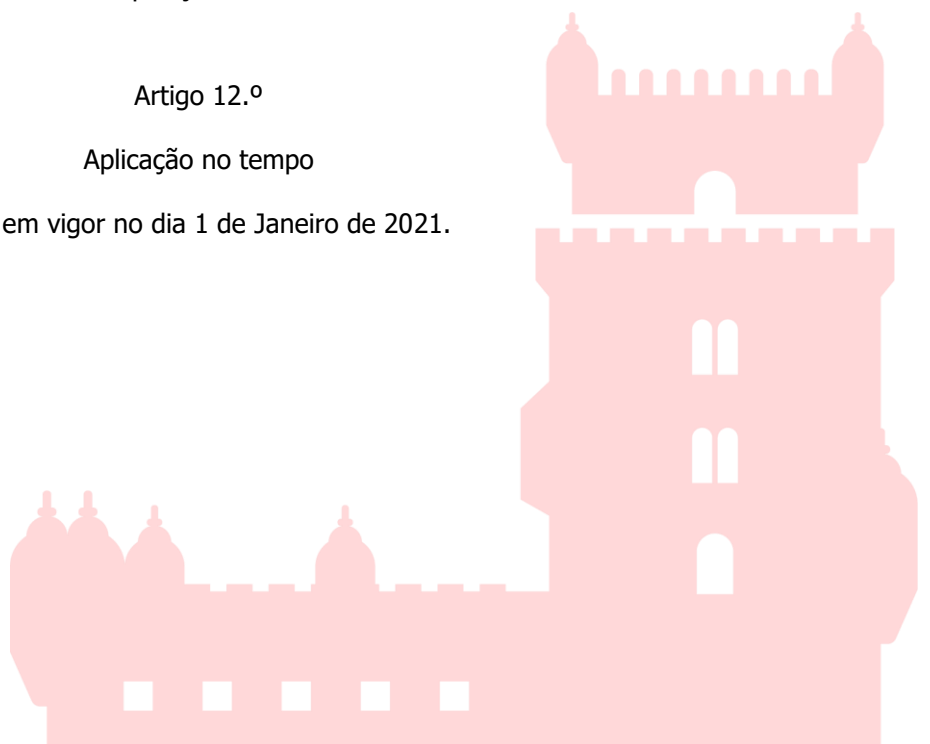 Artigo 12.º
Aplicação no tempo
em vigor no dia 1 de Janeiro de 2021.